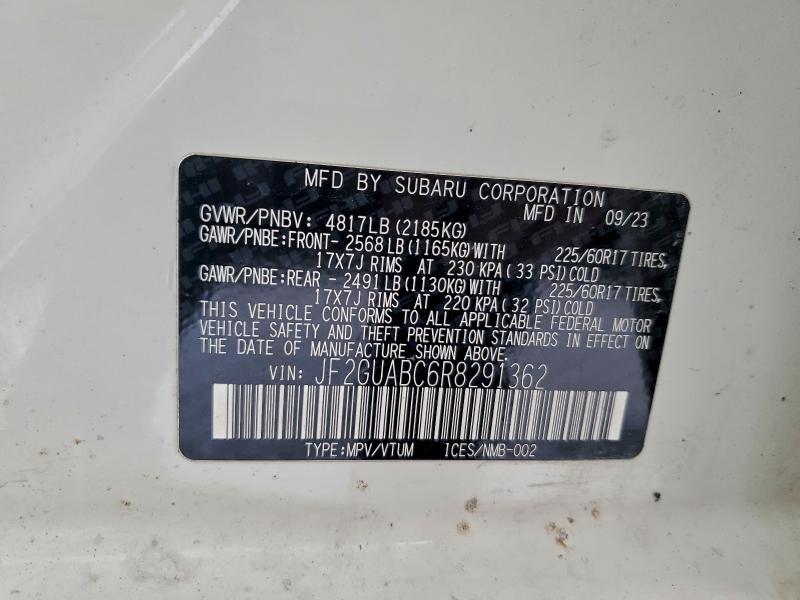 MFD BY SUBARU CORPORATION
MFD IN 09/23
GVWR/PNBV: 4817LB (2185KG)
GAWR/PNBE:FRONT- 2568 LB (1165KG) WITH 225/60R17 TIRES,
17X7J RIMS AT 230 KPA (33 PSI) COLD
GAWR/PNBE:REAR - 2491 LB (1130KG) WITH 225/60R17 TIRES,
17X7J RIMS AT 220 KPA (32 PSI) COLD
THIS VEHICLE CONFORMS TO ALL APPLICABLE FEDERAL MOTOR
VEHICLE SAFETY AND THEFT PREVENTION STANDARDS IN EFFECT ON
THE DATE OF MANUFACTURE SHOWN ABOVE.
VIN: JF2GUABC6R8291362
TYPE:MPV/VTUM ICES/NMB-002